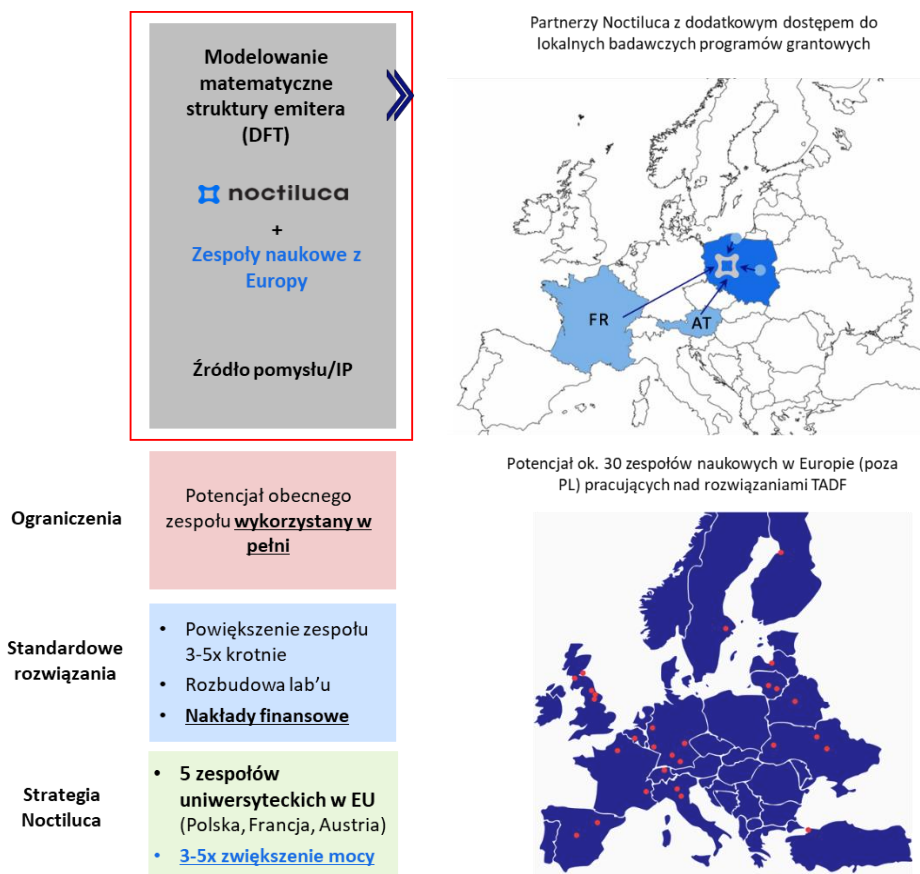 Modelowanie
matematyczne
struktury emitera
(DFT)
noctiluca
+
Zespoły naukowe z
Europy
Źródło pomysłu/IP
Partnerzy Noctiluca z dodatkowym dostępem do
lokalnych badawczych programów grantowych
FR
AT
Ograniczenia
Potencjał obecnego
zespołu wykorzystany w
pełni
Standardowe
rozwiązania
• Powiększenie zespołu
3-5x krotnie
• Rozbudowa lab'u
• Nakłady finansowe
Strategia
Noctiluca
• 5 zespołów
uniwersyteckich w EU
(Polska, Francja, Austria)
• 3-5x zwiększenie mocy
Potencjał ok. 30 zespołów naukowych w Europie (poza
PL) pracujących nad rozwiązaniami TADF